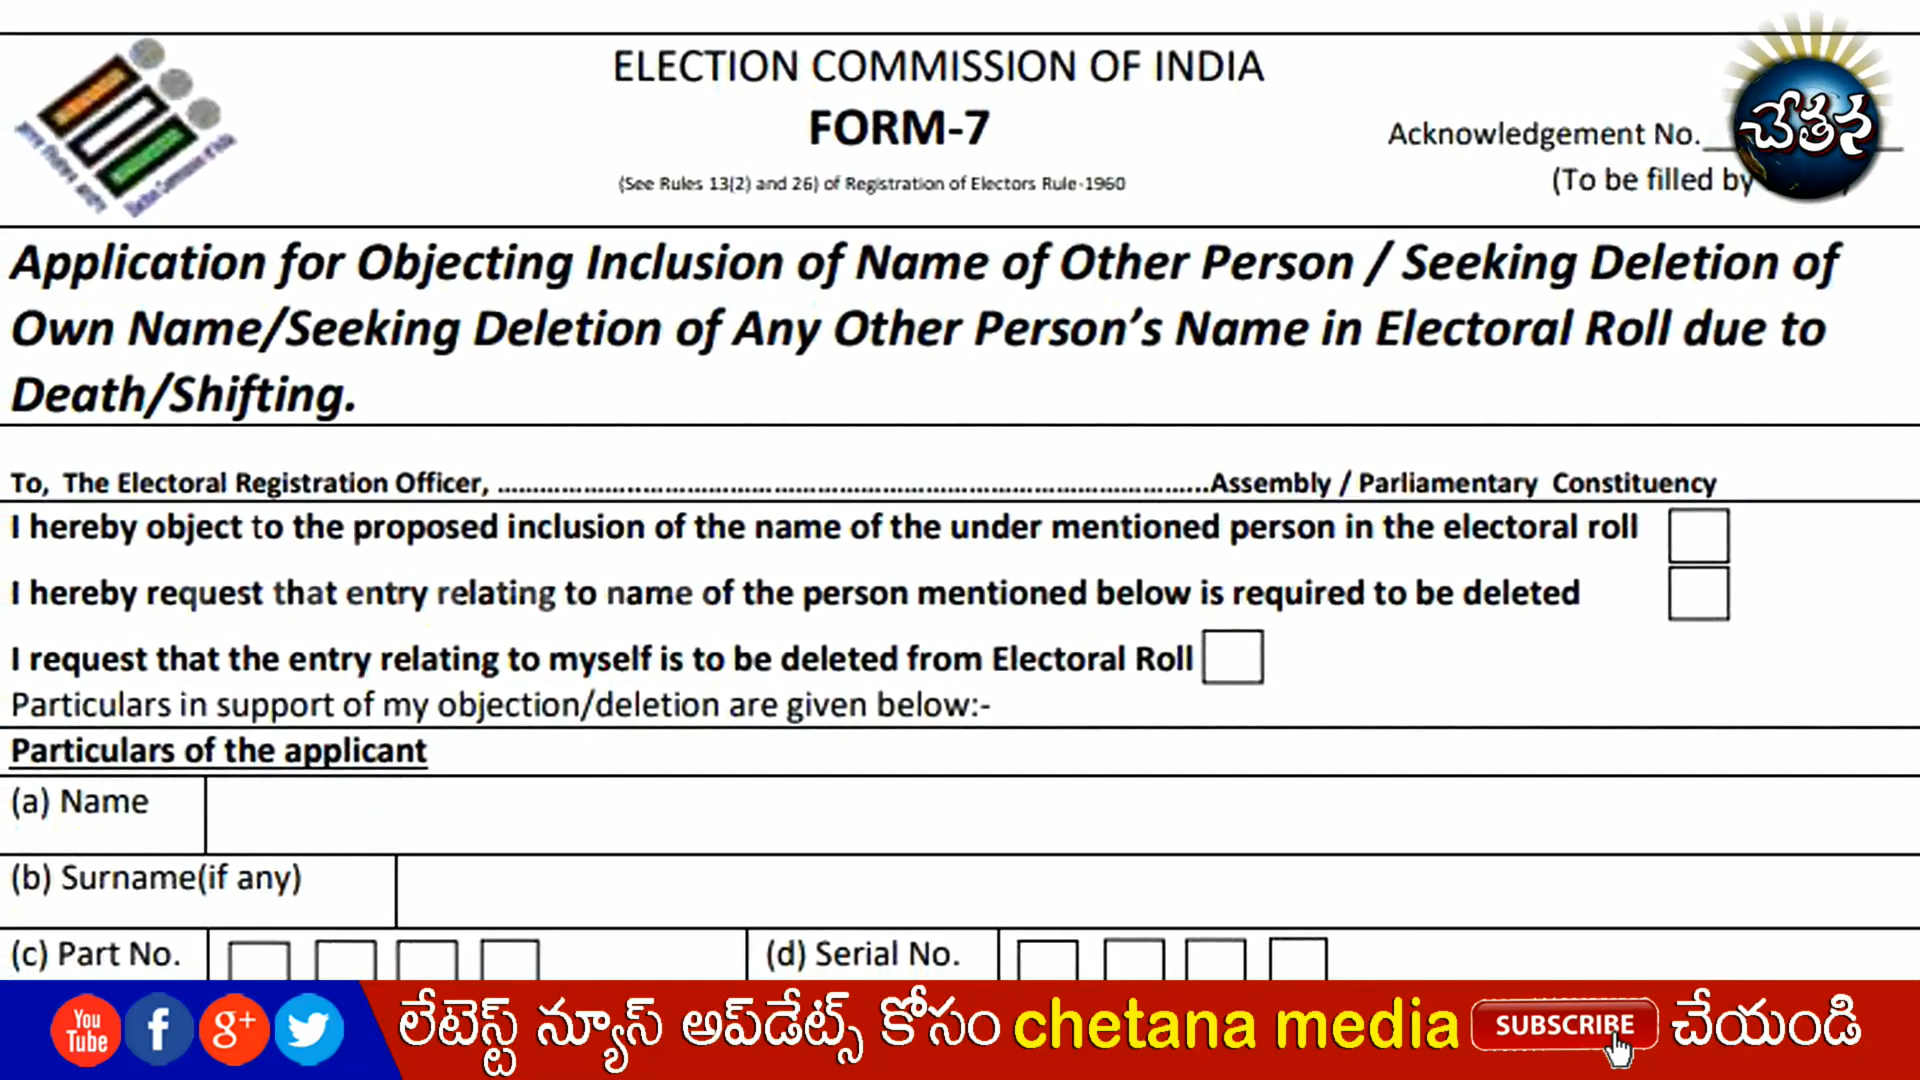 ELECTION COMMISSION OF INDIA
FORM-7
(See Rules 13(2) and 26) of Registration of Electors Rule-1960
Acknowledgement No.
(To be filled by
చేతన
Application for Objecting Inclusion of Name of Other Person / Seeking Deletion of
Own Name/Seeking Deletion of Any Other Person’s Name in Electoral Roll due to
Death/Shifting.
To, The Electoral Registration Officer, ........................................................................................................Assembly / Parliamentary Constituency
I hereby object to the proposed inclusion of the name of the under mentioned person in the electoral roll
I hereby request that entry relating to name of the person mentioned below is required to be deleted
I request that the entry relating to myself is to be deleted from Electoral Roll
Particulars in support of my objection/deletion are given below:-
Particulars of the applicant
(a) Name
(b) Surname(if any)
(c) Part No.
(d) Serial No.
You Tube f g+ లేటెస్ట్ న్యూస్ అప్‌డేట్స్ కోసం chetana media SUBSCRIBE చేయండి